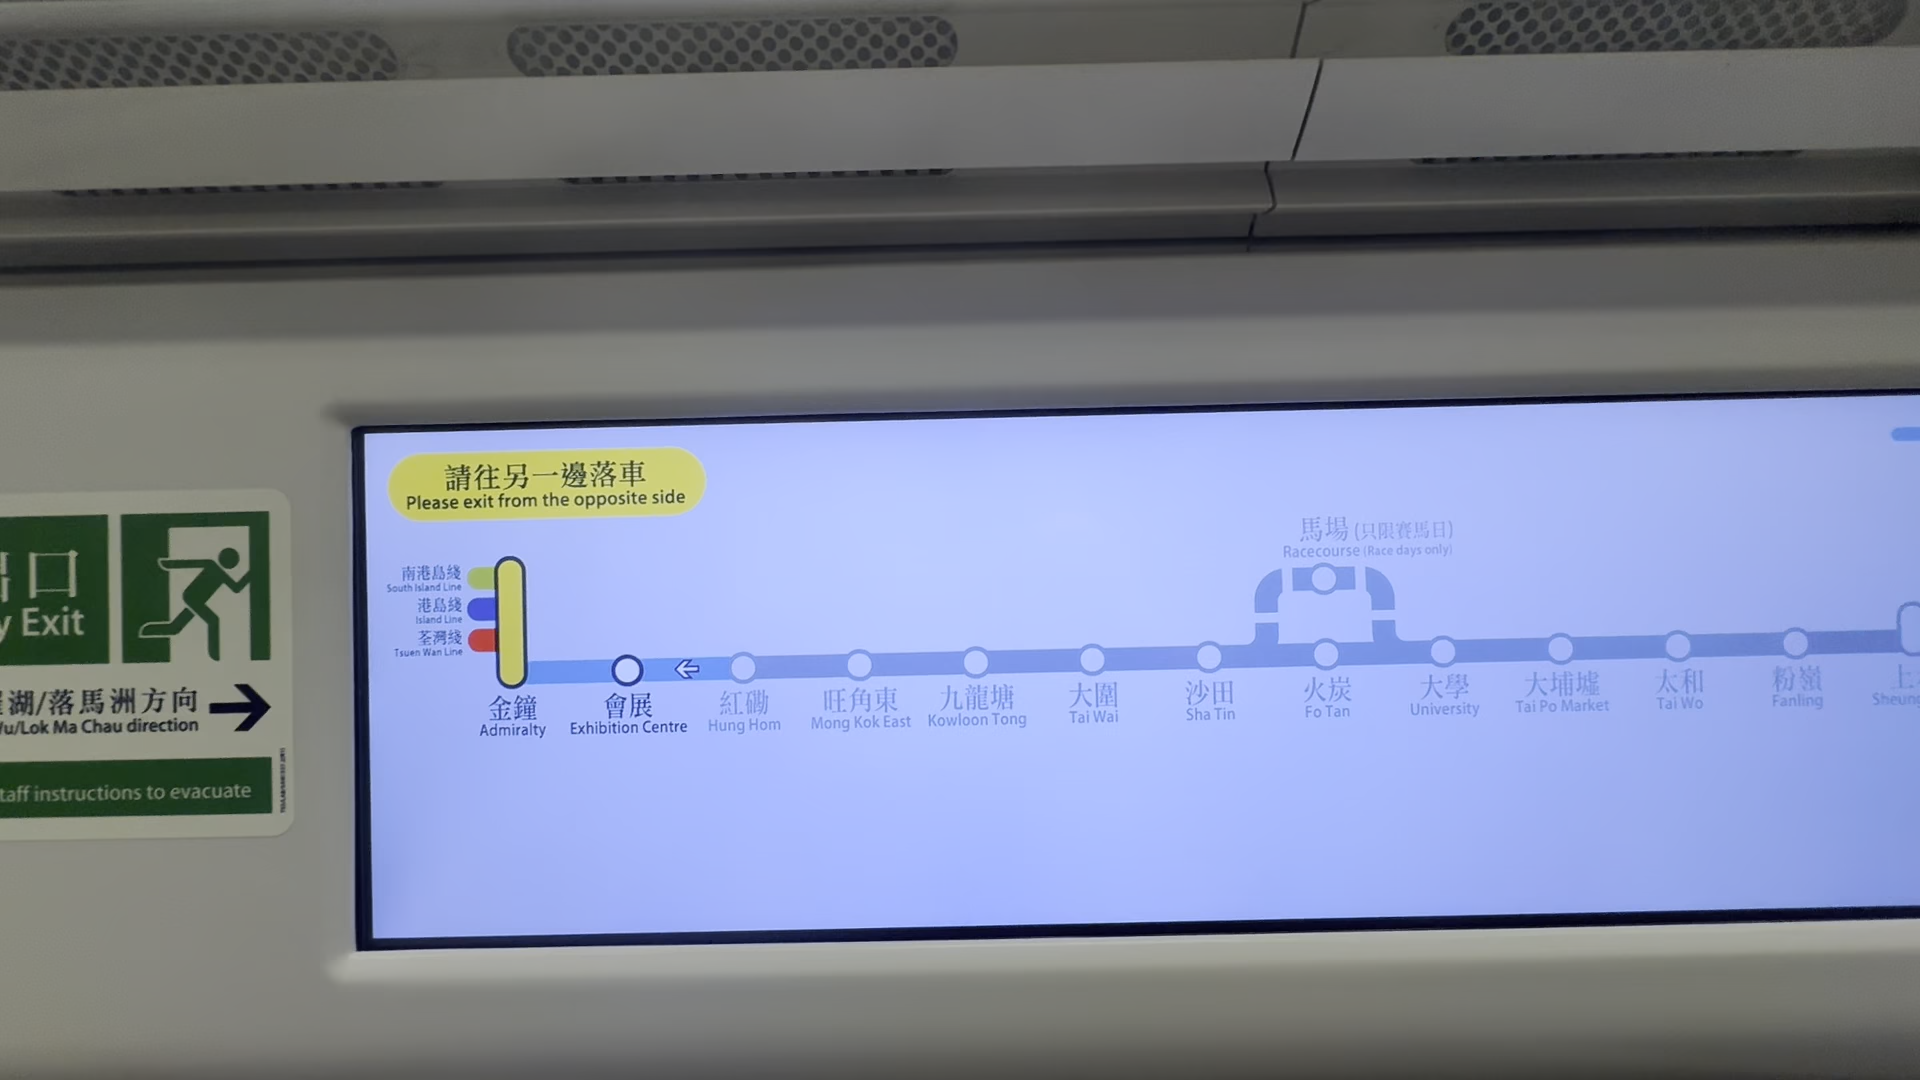 口
Exit
湖/落馬洲方向
Lok Ma Chau direction
instructions to evacuate
請往另一邊落車
Please exit from the opposite side
南港島綫
South Island Line
港島綫
Island Line
荃灣綫
Tsuen Wan Line
馬場 (只限賽馬日)
Racecourse (Race days only)
金鐘
Admiralty
會展
Exhibition Centre
紅磡
Hung Hom
旺角東
Mong Kok East
九龍塘
Kowloon Tong
大圍
Tai Wai
沙田
Sha Tin
火炭
Fo Tan
大學
University
大埔墟
Tai Po Market
太和
Tai Wo
粉嶺
Fanling
上
Sheung